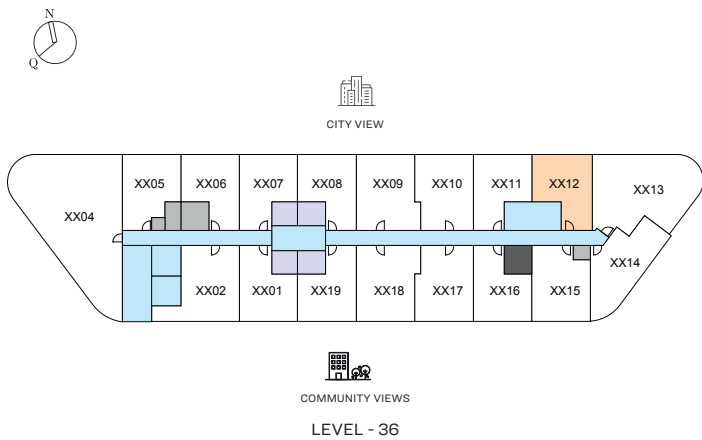 N
Q
CITY VIEW
XX05 XX06 XX07 XX08 XX09 XX10 XX11 XX12 XX13
XX04
XX14
XX02 XX01 XX19 XX18 XX17 XX16 XX15
COMMUNITY VIEWS
LEVEL - 36